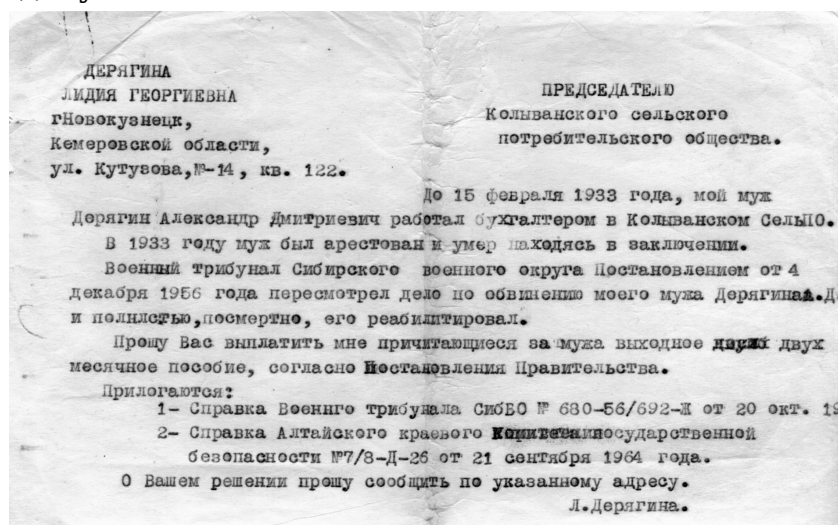 ДЕРЯГИНА
ЛИДИЯ ГЕОРГИЕВНА
гНовокузнецк,
Кемеровской области,
ул. Кутузова,№-14, кв. 122.
ПРЕДСЕДАТЕЛЮ
Колыванского сельского
потребительского общества.
До 15 февраля 1933 года, мой муж
Дерягин Александр Дмитриевич работал бухгалтером в Колыванском СельПО.
В 1933 году муж был арестован и умер находясь в заключении.
Военный трибунал Сибирского военного округа Постановлением от 4
декабря 1956 года пересмотрел дело по обвинению моего мужа ДерягинаА.Д
и полнлстью,посмертно, его реабилитировал.
Прошу Вас выплатить мне причитающиеся за мужа выходное двух
месячное пособие, согласно Постановления Правительства.
Прилогаются:
1- Справка Военнго трибунала СибВО № 680-56/692-Ж от 20 окт. 19
2- Справка Алтайского краевого Комитета госсударственной
безопасности №7/8-Д-26 от 21 сентября 1964 года.
О Вашем решении прошу сообщить по указанному адресу.
Л.Дерягина.